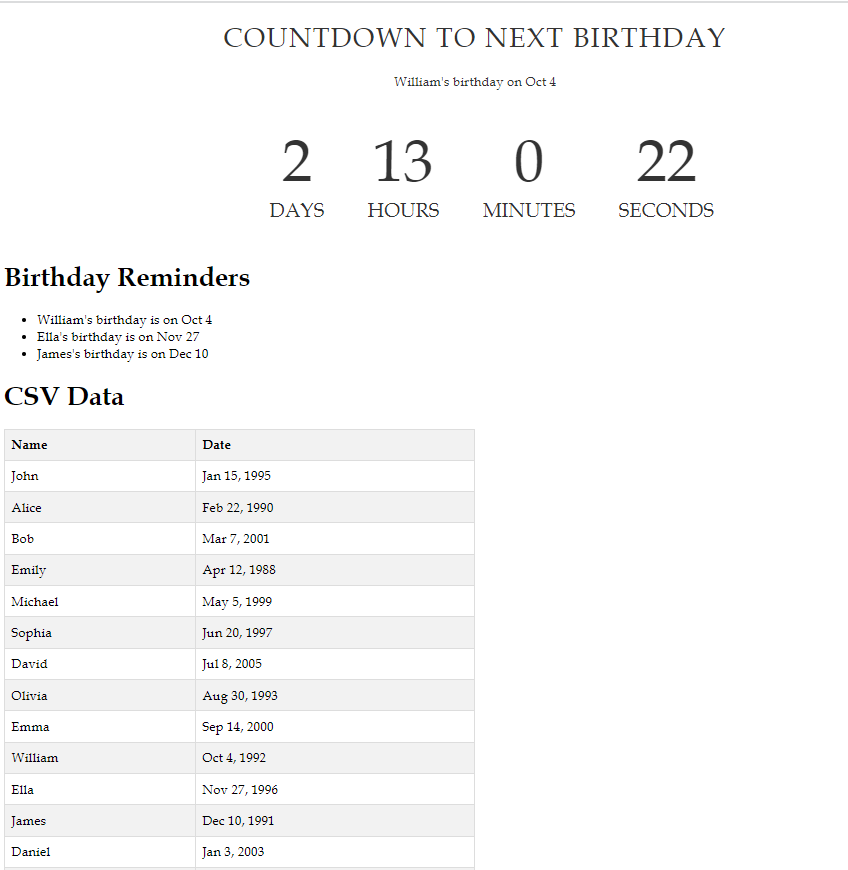 COUNTDOWN TO NEXT BIRTHDAY
William's birthday on Oct 4
2 13 0 22
DAYS HOURS MINUTES SECONDS
Birthday Reminders
William's birthday is on Oct 4
Ella's birthday is on Nov 27
James's birthday is on Dec 10
CSV Data
Name Date
John Jan 15, 1995
Alice Feb 22, 1990
Bob Mar 7, 2001
Emily Apr 12, 1988
Michael May 5, 1999
Sophia Jun 20, 1997
David Jul 8, 2005
Olivia Aug 30, 1993
Emma Sep 14, 2000
William Oct 4, 1992
Ella Nov 27, 1996
James Dec 10, 1991
Daniel Jan 3, 2003